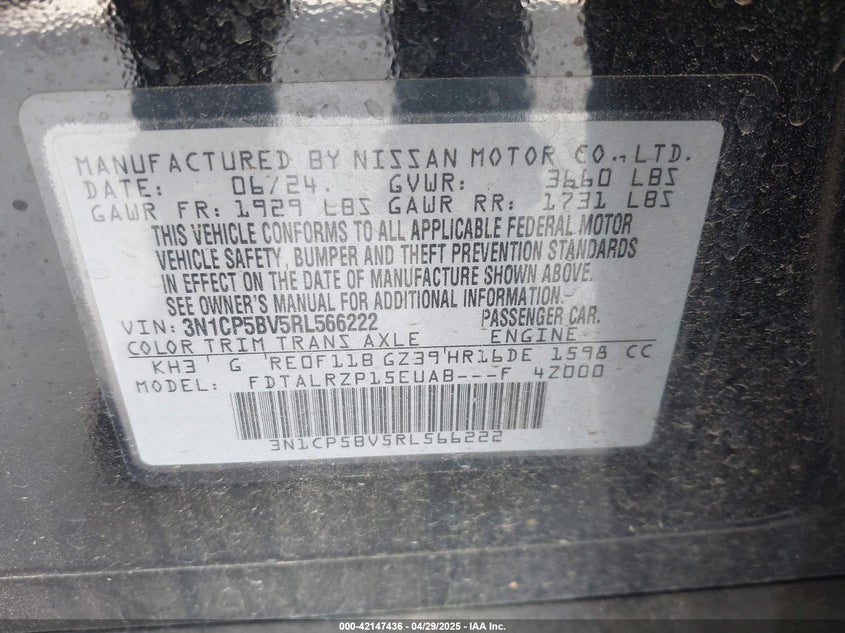 MANUFACTURED BY NISSAN MOTOR CO., LTD.
DATE: 06/24. GVWR: 3660 LBS
GAWR FR: 1929 LBS GAWR RR: 1731 LBS
THIS VEHICLE CONFORMS TO ALL APPLICABLE FEDERAL MOTOR
VEHICLE SAFETY, BUMPER AND THEFT PREVENTION STANDARDS
IN EFFECT ON THE DATE OF MANUFACTURE SHOWN ABOVE.
SEE OWNER'S MANUAL FOR ADDITIONAL INFORMATION.
VIN: 3N1CP5BV5RL566222 PASSENGER CAR.
COLOR TRIM TRANS AXLE ENGINE
KH3 G RE0F11B GZ39 HR16DE 1598 CC
MODEL: FDTALRZP15EUAB---F 4Z000
3N1CP5BV5RL566222
000-42147436 | 04/29/2025 | IAA Inc.